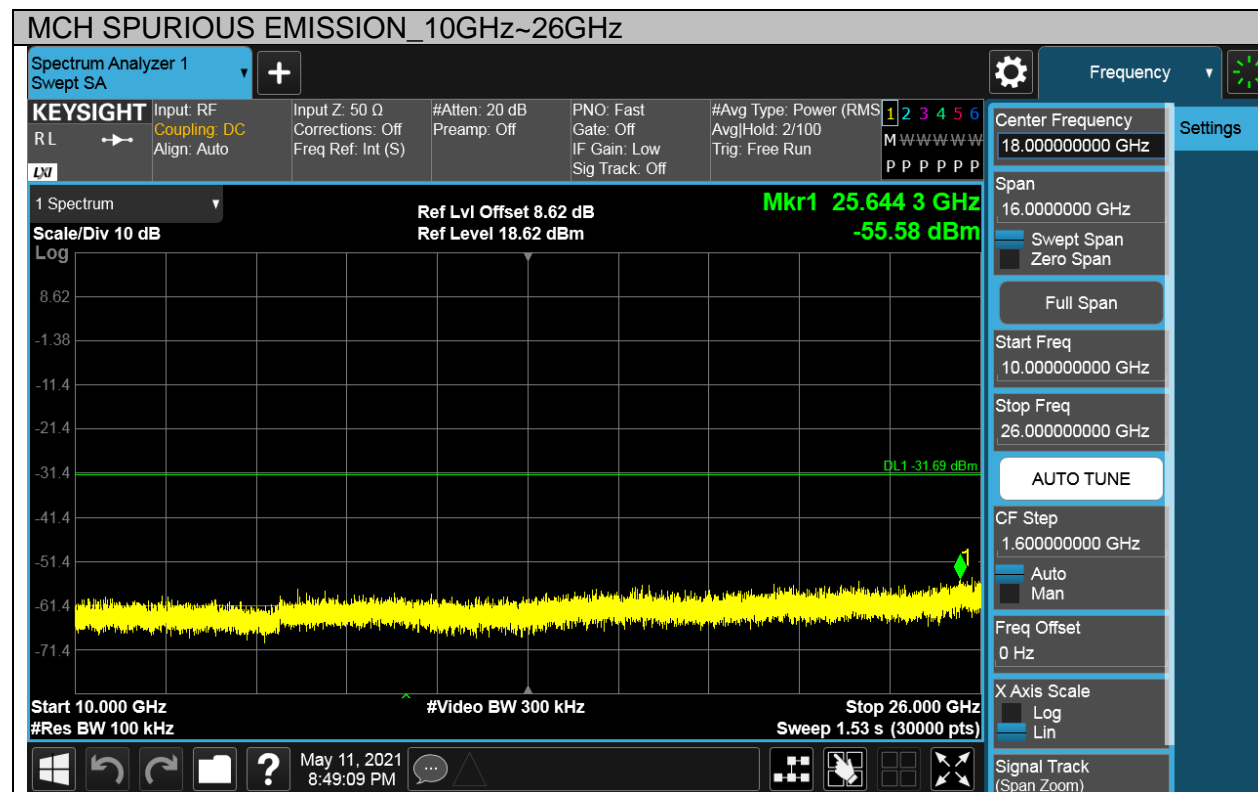 MCH SPURIOUS EMISSION_10GHz~26GHz
Spectrum Analyzer 1
Swept SA
+
Frequency
KEYSIGHT
RL
LXI
Input: RF
Coupling: DC
Align: Auto
Input Z: 50 Ω
Corrections: Off
Freq Ref: Int (S)
#Atten: 20 dB
Preamp: Off
PNO: Fast
Gate: Off
IF Gain: Low
Sig Track: Off
#Avg Type: Power (RMS
Avg|Hold: 2/100
Trig: Free Run
1 2 3 4 5 6
M W W W W W
P P P P P P
1 Spectrum
Scale/Div 10 dB
Log
Ref Lvl Offset 8.62 dB
Ref Level 18.62 dBm
Mkr1 25.644 3 GHz
-55.58 dBm
8.62
-1.38
-11.4
-21.4
-31.4
DL1 -31.69 dBm
-41.4
-51.4
1
-61.4
-71.4
Start 10.000 GHz
#Res BW 100 kHz
#Video BW 300 kHz
Stop 26.000 GHz
Sweep 1.53 s (30000 pts)
Center Frequency
18.000000000 GHz
Span
16.0000000 GHz
Swept Span
Zero Span
Full Span
Start Freq
10.000000000 GHz
Stop Freq
26.000000000 GHz
AUTO TUNE
CF Step
1.600000000 GHz
Auto
Man
Freq Offset
0 Hz
X Axis Scale
Log
Lin
Signal Track
(Span Zoom)
Settings
?
May 11, 2021
8:49:09 PM